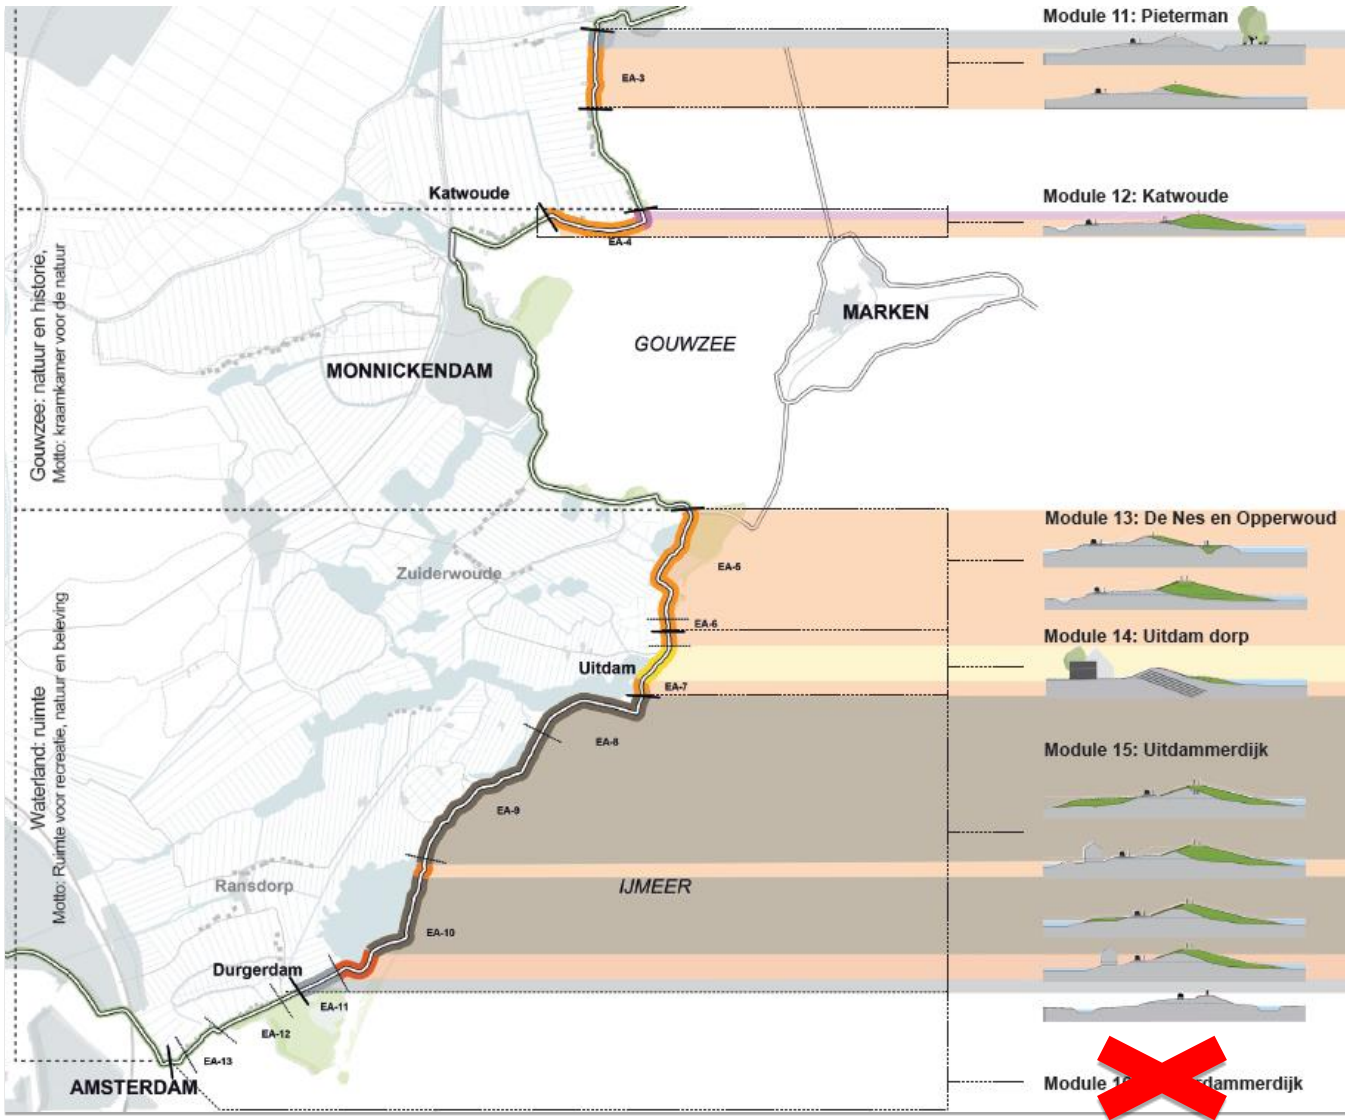 Module 11: Pieterman
EA-3
Katwoude
Module 12: Katwoude
EA-4
Gouwzee: natuur en historie,
Motto: kraamkamer voor de natuur
MARKEN
GOUWZEE
MONNICKENDAM
Module 13: De Nes en Opperwoud
Zuiderwoude
EA-5
EA-6
Module 14: Uitdam dorp
Uitdam
EA-7
Waterland: ruimte
Motto: Ruimte voor recreatie, natuur en beleving
EA-8
Module 15: Uitdammerdijk
EA-9
Ransdorp
IJMEER
EA-10
Durgerdam
EA-11
EA-12
EA-13
AMSTERDAM
Module dammerdijk